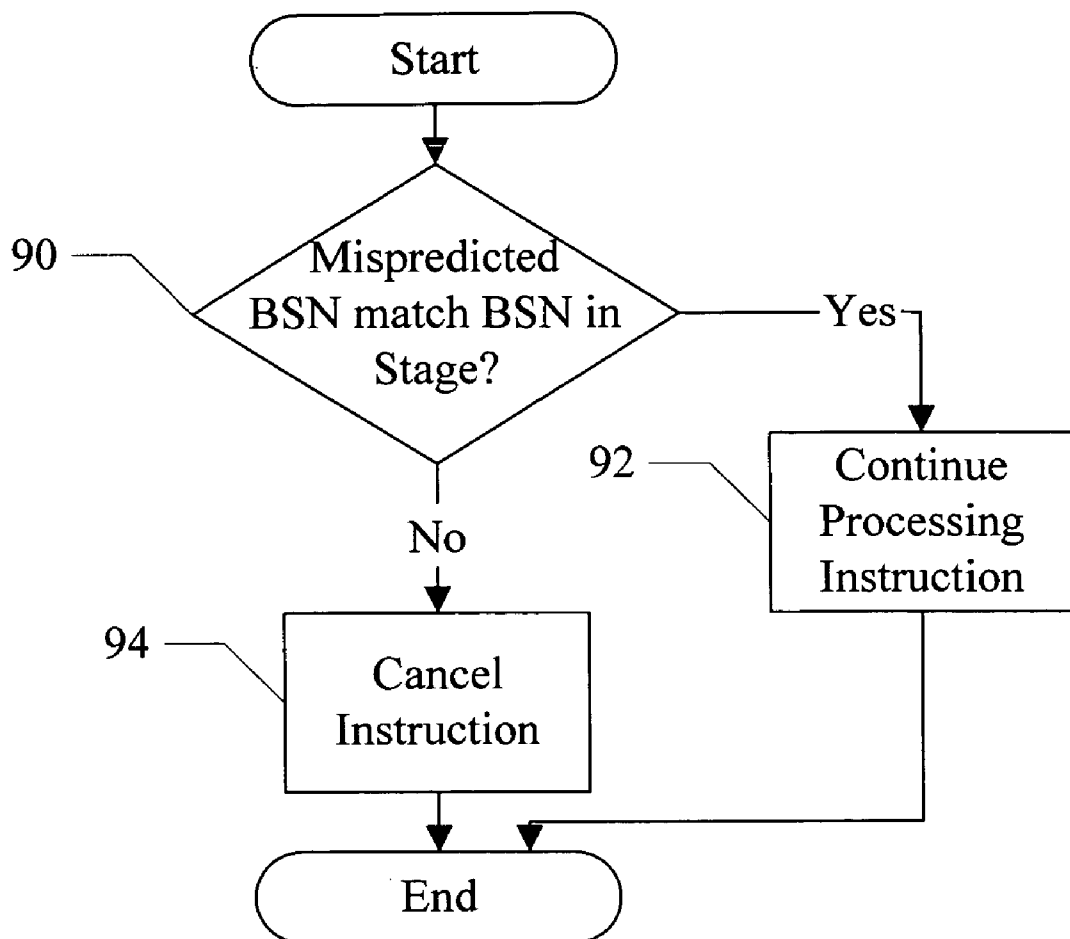 Start
90
Mispredicted
BSN match BSN in
Stage?
Yes
92
Continue
Processing
Instruction
No
94
Cancel
Instruction
End